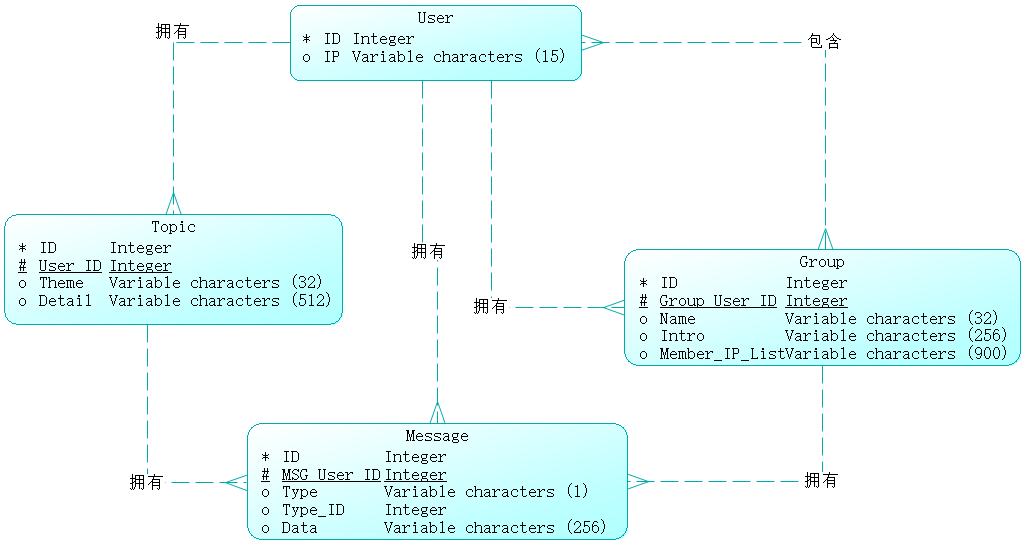 User
* ID Integer
o IP Variable characters (15)
拥有
包含
Topic
* ID Integer
# User_ID Integer
o Theme Variable characters (32)
o Detail Variable characters (512)
拥有
拥有
Group
* ID Integer
# Group_User_ID Integer
o Name Variable characters (32)
o Intro Variable characters (256)
o Member_IP_List Variable characters (900)
Message
* ID Integer
# MSG_User_ID Integer
o Type Variable characters (1)
o Type_ID Integer
o Data Variable characters (256)
拥有
拥有